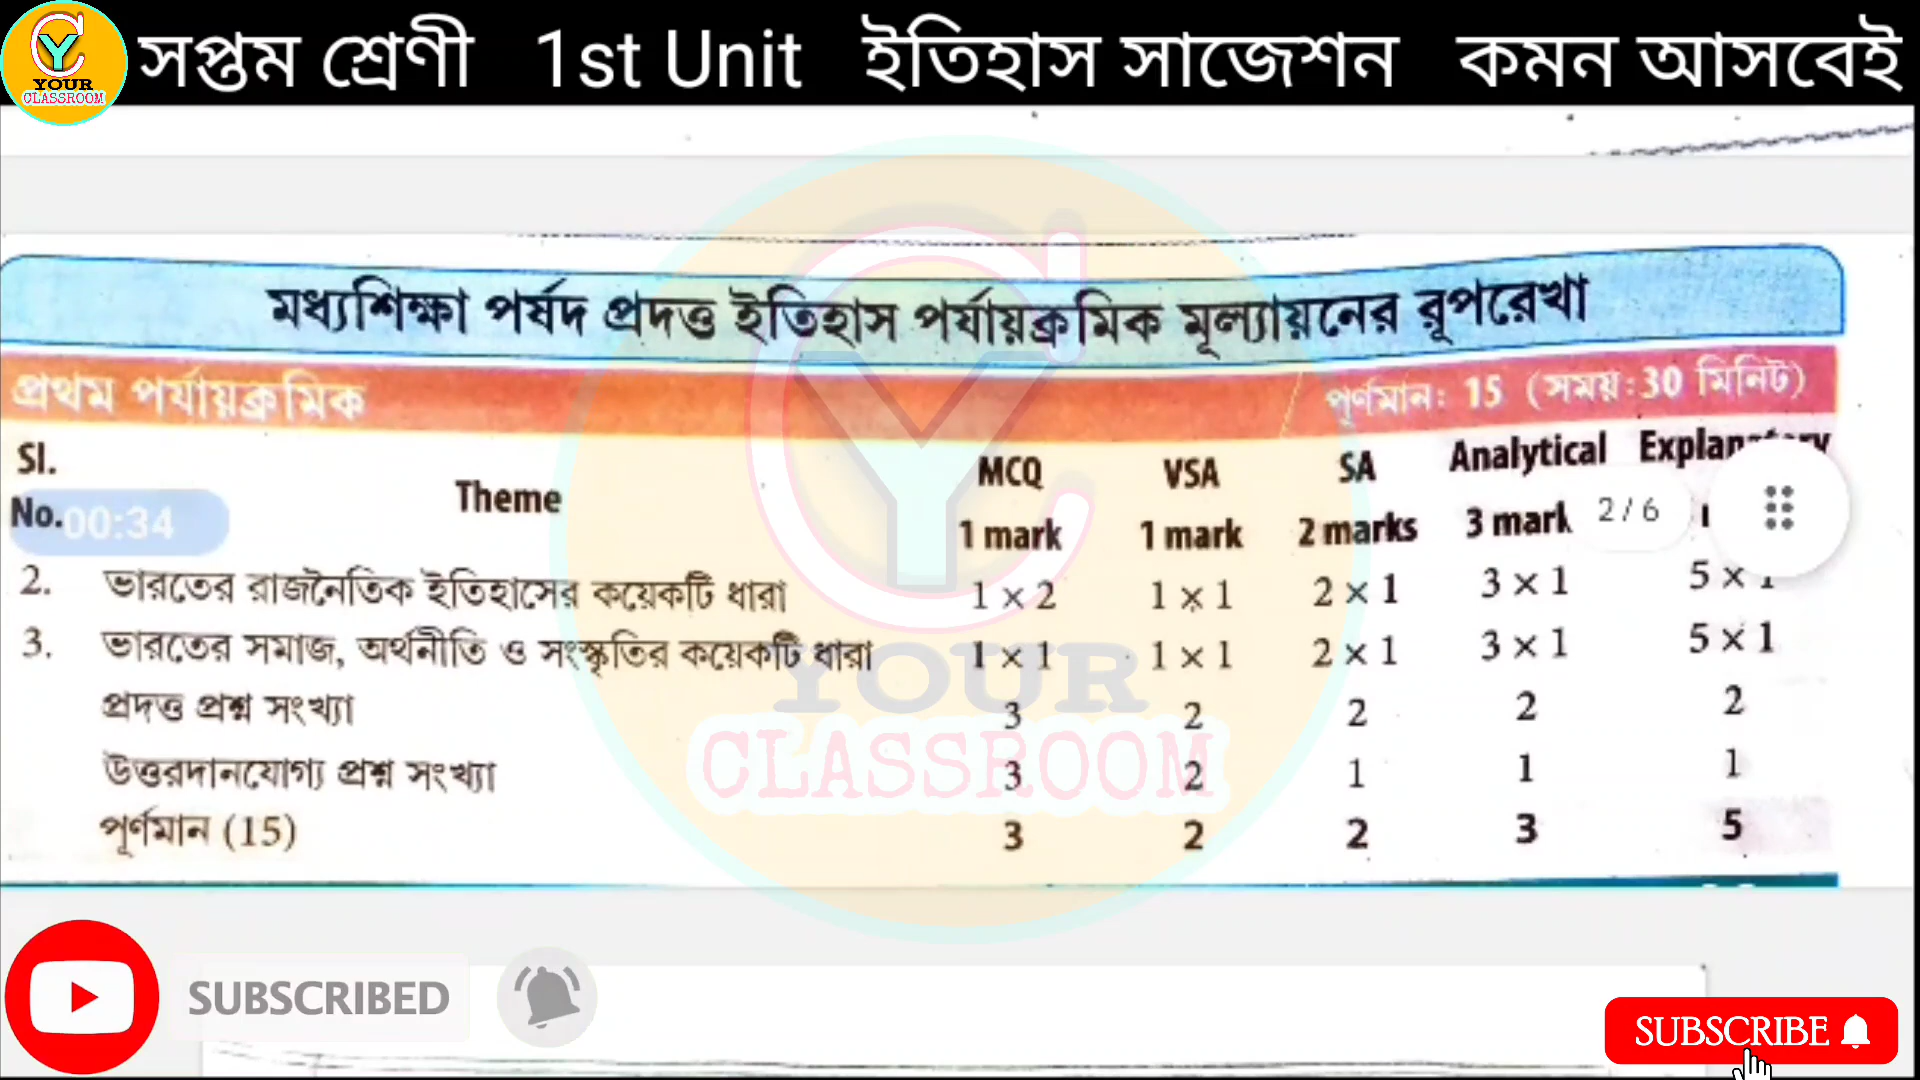 সপ্তম শ্রেণী 1st Unit ইতিহাস সাজেশন কমন আসবেই
YOUR
CLASSROOM
মধ্যশিক্ষা পর্ষদ প্রদত্ত ইতিহাস পর্যায়ক্রমিক মূল্যায়নের রূপরেখা
প্রথম পর্যায়ক্রমিক পূর্ণমান: 15 (সময়: 30 মিনিট)
Sl. No. Theme MCQ 1 mark VSA 1 mark SA 2 marks Analytical 3 mark
00:34
2 / 6
2. ভারতের রাজনৈতিক ইতিহাসের কয়েকটি ধারা 1 × 2 1 × 1 2 × 1 3 × 1 5 ×
3. ভারতের সমাজ, অর্থনীতি ও সংস্কৃতির কয়েকটি ধারা 1 × 1 1 × 1 2 × 1 3 × 1 5 × 1
প্রদত্ত প্রশ্ন সংখ্যা 3 2 2 2 2
উত্তরদানযোগ্য প্রশ্ন সংখ্যা 3 2 1 1 1
পূর্ণমান (15) 3 2 2 3 5
YOUR
CLASSROOM
SUBSCRIBED
SUBSCRIBE